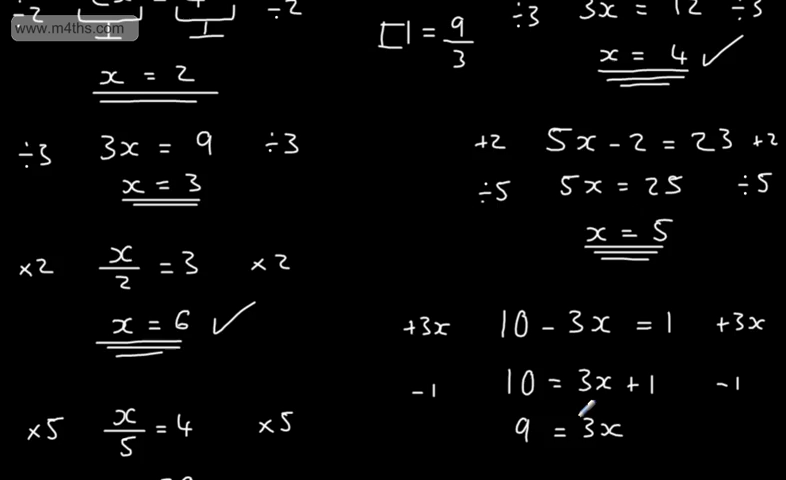 www.m4ths.com
÷2 ÷2
x = 2
÷3 3x = 9 ÷3
x = 3
×2 x/2 = 3 ×2
x = 6 ✓
×5 x/5 = 4 ×5
= 9/3
÷3 3x = 12 ÷3
x = 4 ✓
+2 5x - 2 = 23 +2
÷5 5x = 25 ÷5
x = 5
+3x 10 - 3x = 1 +3x
-1 10 = 3x + 1 -1
9 = 3x